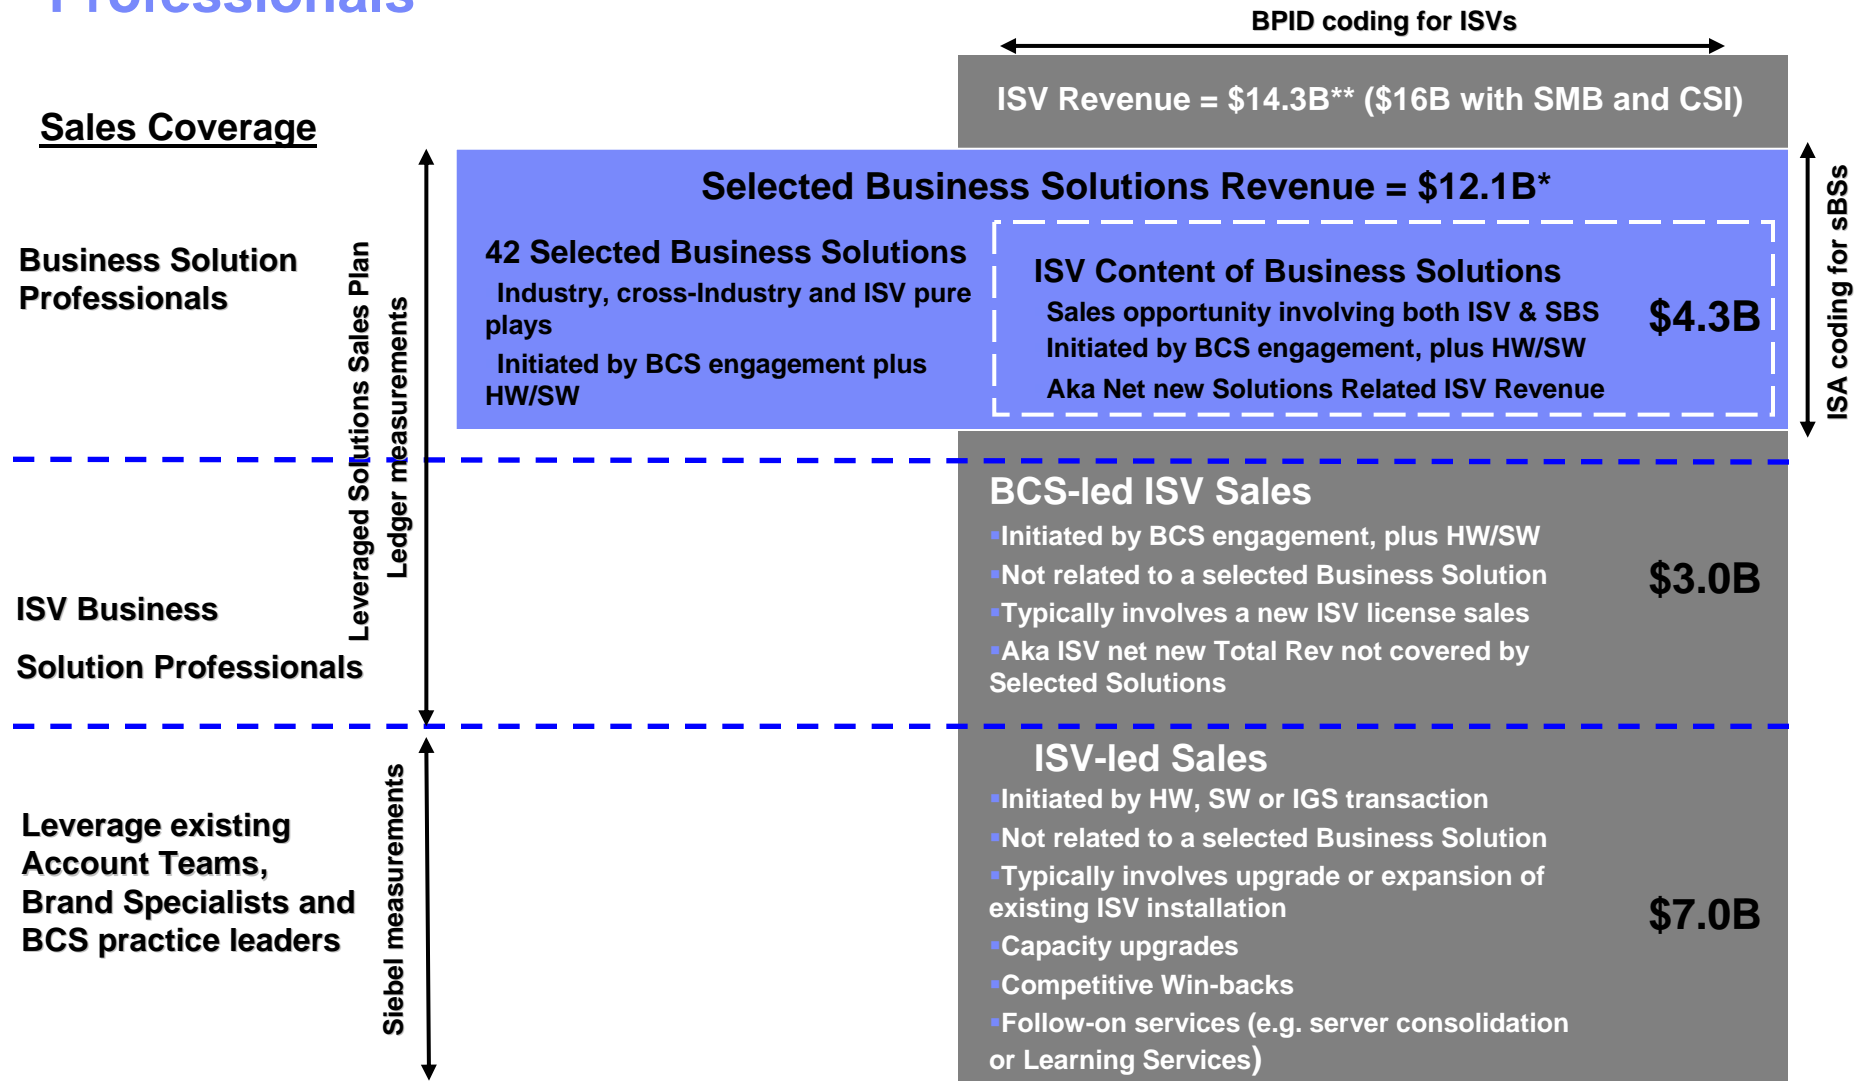 Professionals
BPID coding for ISVs
ISV Revenue = $14.3B** ($16B with SMB and CSI)
Sales Coverage
Selected Business Solutions Revenue = $12.1B*
Business Solution
Professionals
Leveraged Solutions Sales Plan
Ledger measurements
42 Selected Business Solutions
Industry, cross-Industry and ISV pure
plays
Initiated by BCS engagement plus
HW/SW
ISV Content of Business Solutions
Sales opportunity involving both ISV & SBS
Initiated by BCS engagement, plus HW/SW
Aka Net new Solutions Related ISV Revenue
$4.3B
ISA coding for sBSs
ISV Business
Solution Professionals
BCS-led ISV Sales
▪Initiated by BCS engagement, plus HW/SW
▪Not related to a selected Business Solution
▪Typically involves a new ISV license sales
▪Aka ISV net new Total Rev not covered by
Selected Solutions
$3.0B
Leverage existing
Account Teams,
Brand Specialists and
BCS practice leaders
Siebel measurements
ISV-led Sales
▪Initiated by HW, SW or IGS transaction
▪Not related to a selected Business Solution
▪Typically involves upgrade or expansion of
existing ISV installation
▪Capacity upgrades
▪Competitive Win-backs
▪Follow-on services (e.g. server consolidation
or Learning Services)
$7.0B